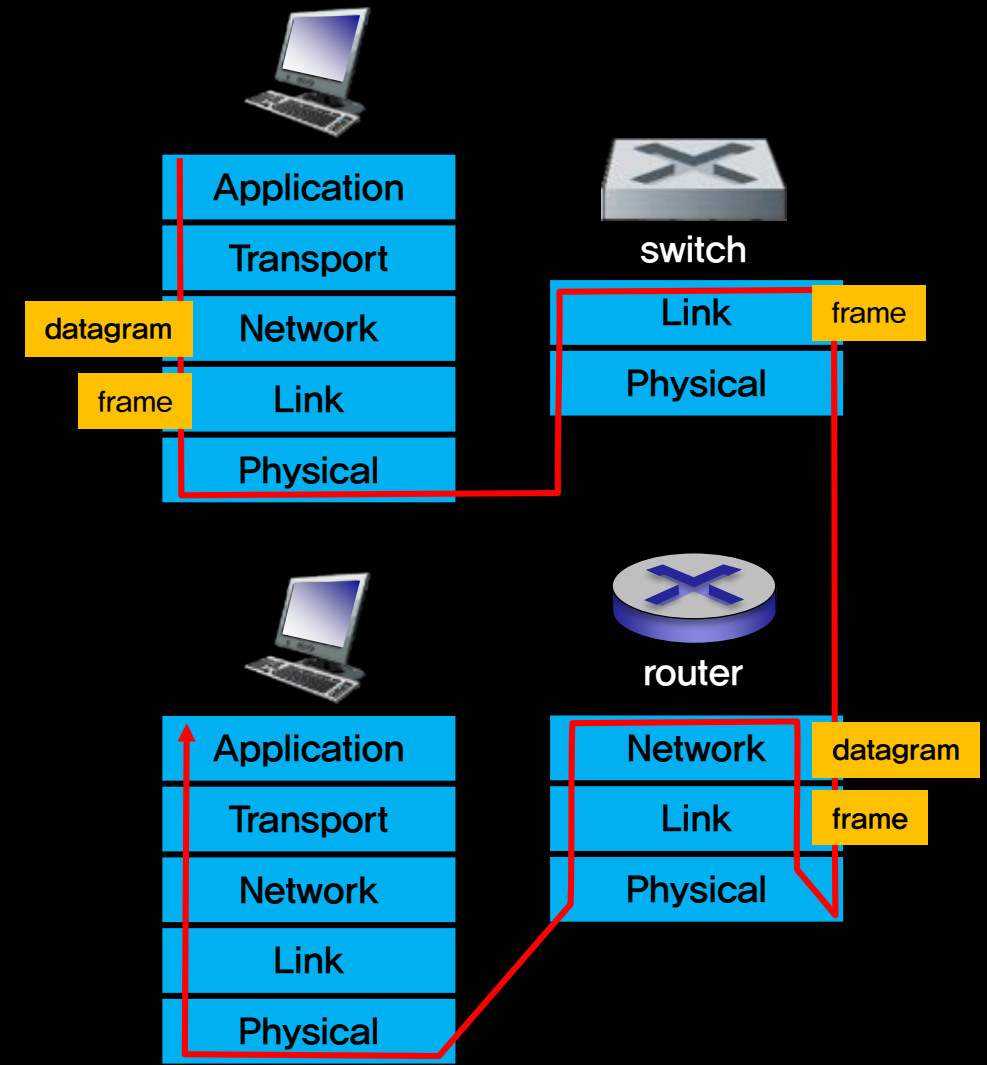 Application
Transport
datagram
Network
frame
Link
Physical
switch
Link
frame
Physical
Application
Transport
Network
Link
Physical
router
Network
datagram
Link
frame
Physical